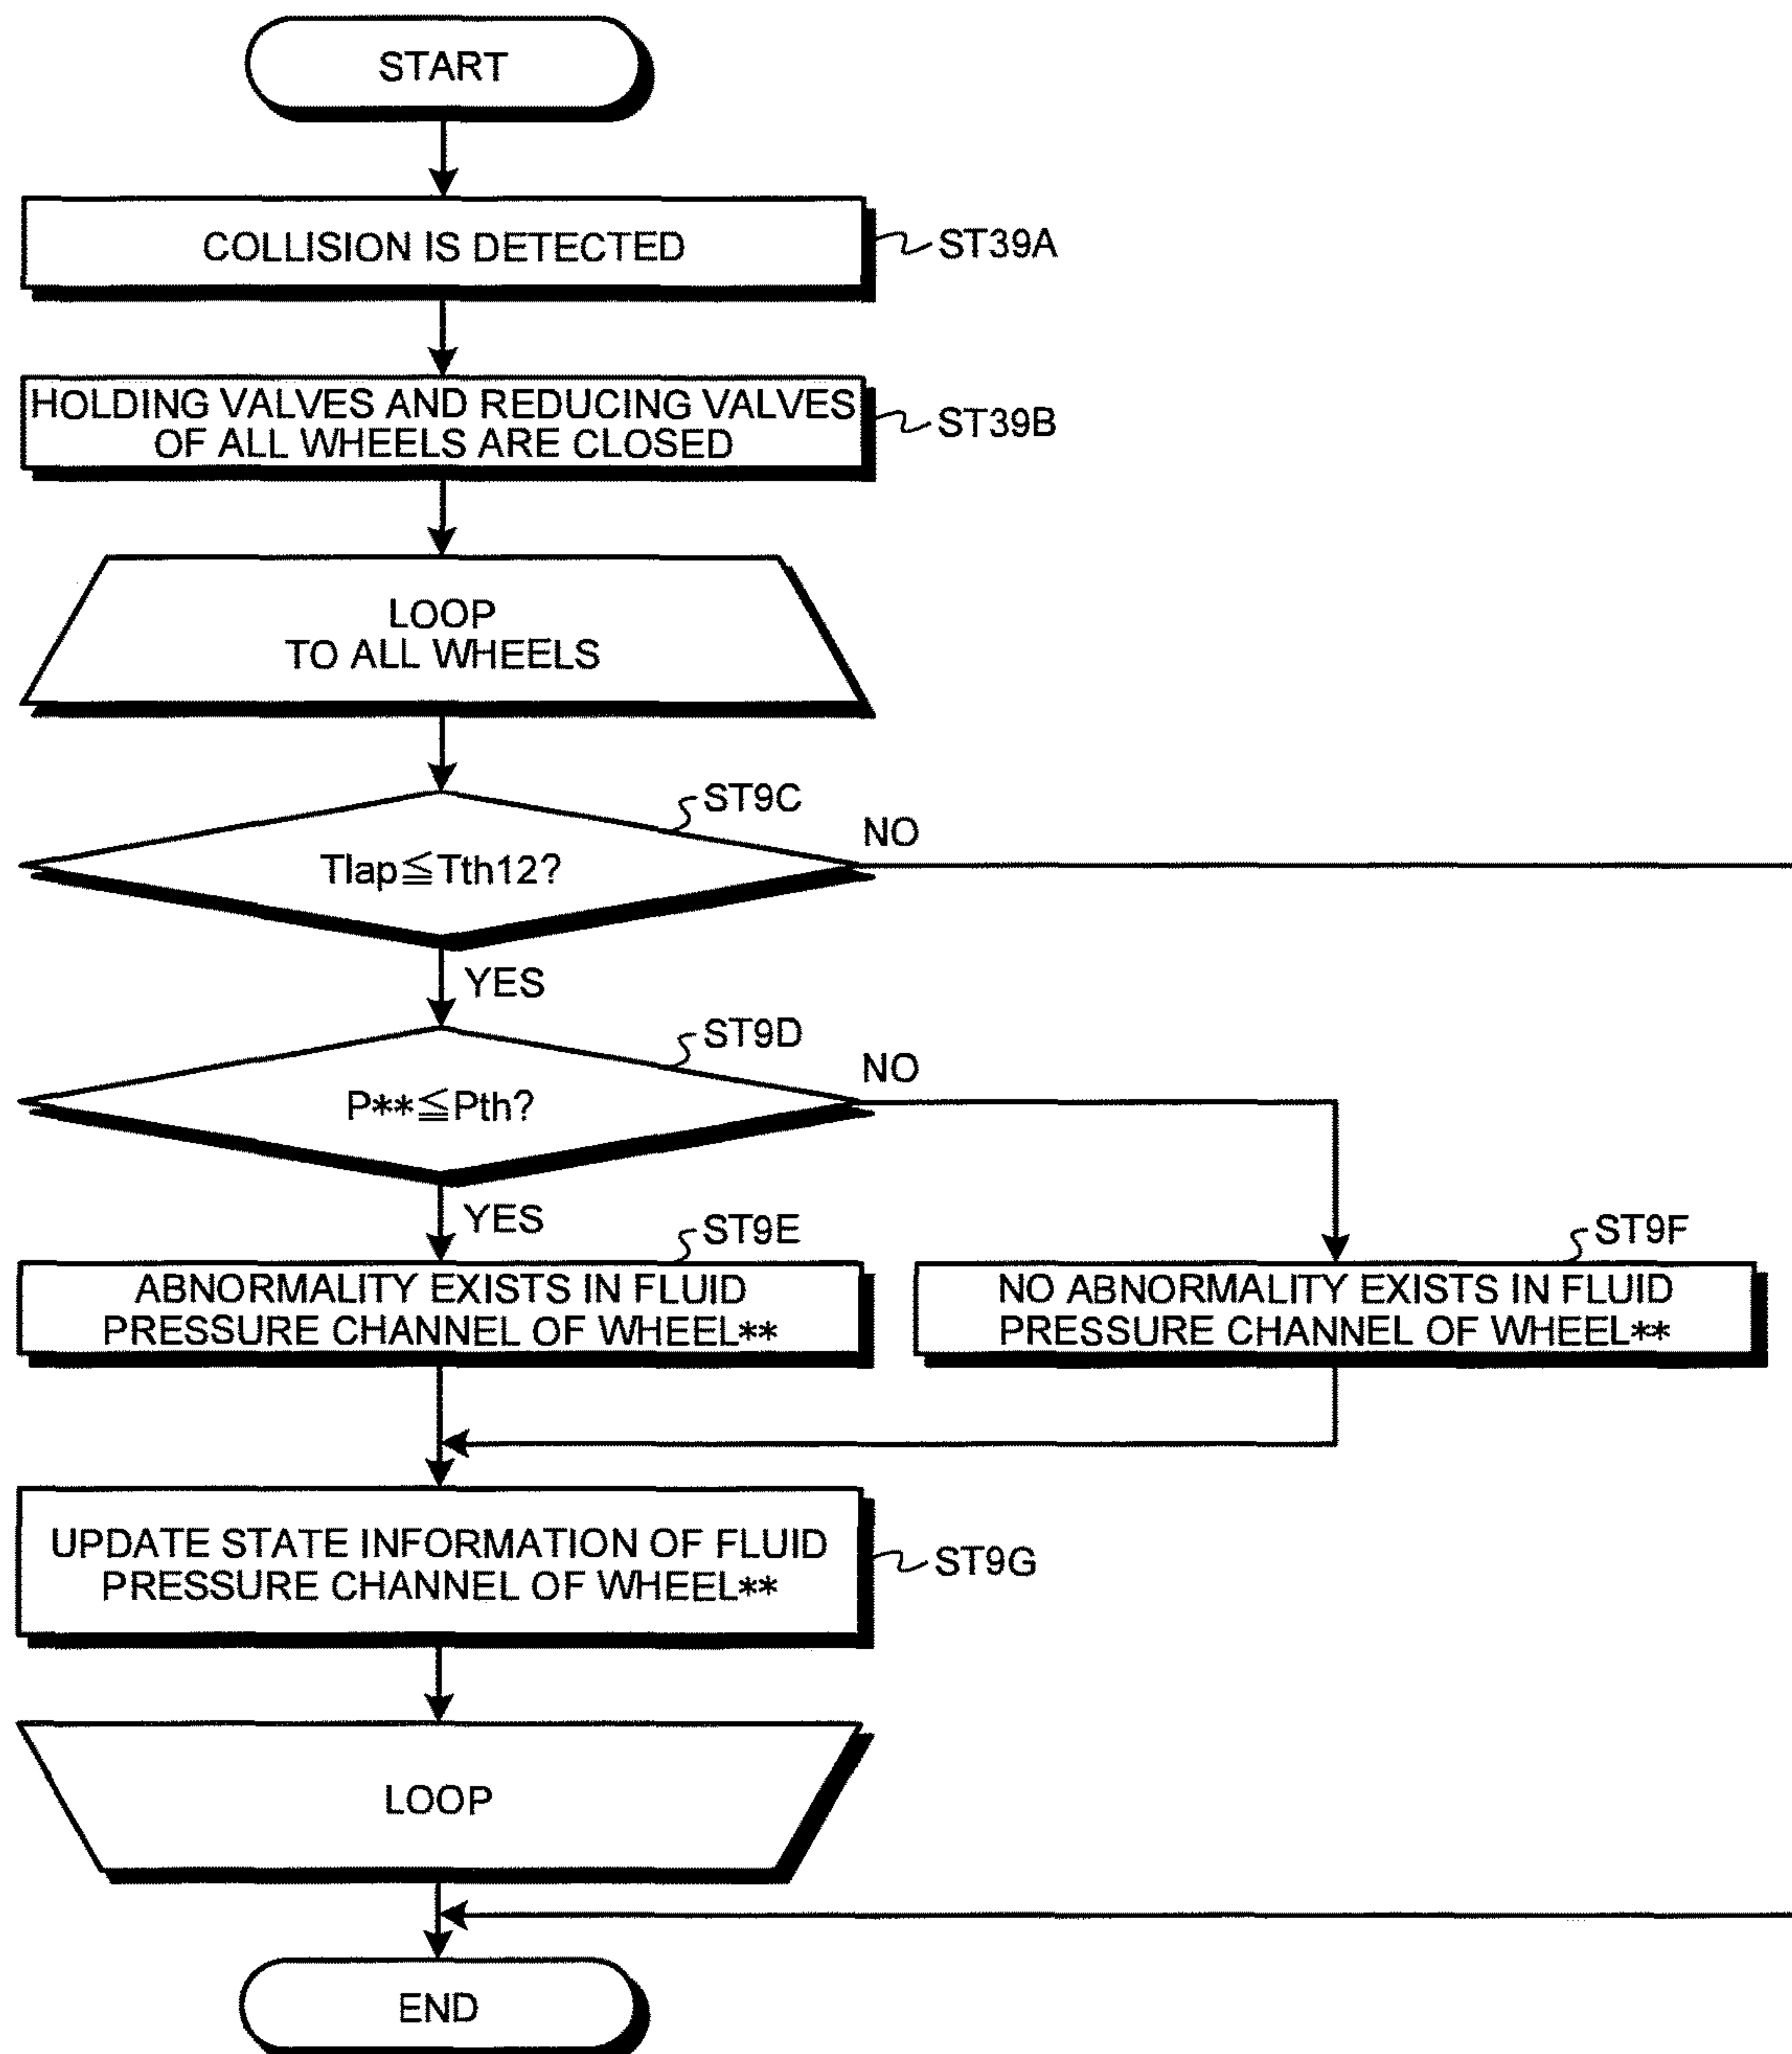 START
COLLISION IS DETECTED
ST39A
HOLDING VALVES AND REDUCING VALVES
OF ALL WHEELS ARE CLOSED
ST39B
LOOP
TO ALL WHEELS
ST9C
Tlap≦Tth12?
NO
YES
ST9D
P**≦Pth?
NO
YES
ST9E
ABNORMALITY EXISTS IN FLUID
PRESSURE CHANNEL OF WHEEL**
ST9F
NO ABNORMALITY EXISTS IN FLUID
PRESSURE CHANNEL OF WHEEL**
UPDATE STATE INFORMATION OF FLUID
PRESSURE CHANNEL OF WHEEL**
ST9G
LOOP
END